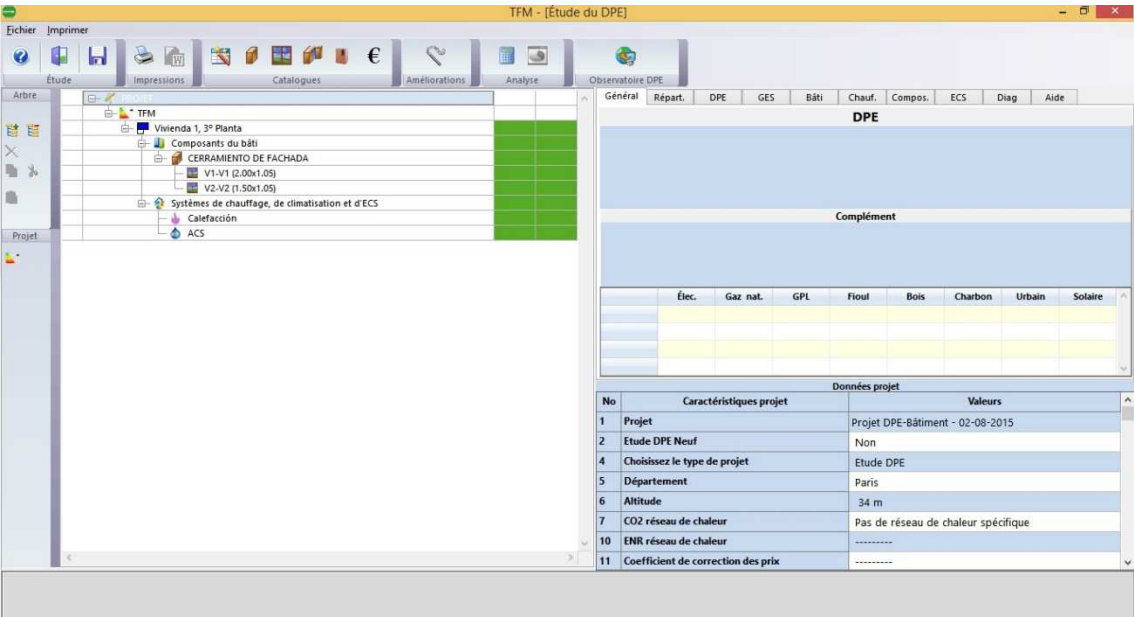 TFM - [Étude du DPE]
Fichier Imprimer
Étude
Impressions
Catalogues
Améliorations
Analyse
Observatoire DPE
Arbre
PROJET
TFM
Vivienda 1, 3º Planta
Composants du bâti
CERRAMIENTO DE FACHADA
V1-V1 (2.00x1.05)
V2-V2 (1.50x1.05)
Systèmes de chauffage, de climatisation et d'ECS
Calefacción
ACS
Projet
Général Répart. DPE GES Bâti Chauf. Compos. ECS Diag Aide
DPE
Complément
Élec. Gaz nat. GPL Fioul Bois Charbon Urbain Solaire
Données projet
No Caractéristiques projet Valeurs
1 Projet Projet DPE-Bâtiment - 02-08-2015
2 Etude DPE Neuf Non
4 Choisissez le type de projet Etude DPE
5 Département Paris
6 Altitude 34 m
7 CO2 réseau de chaleur Pas de réseau de chaleur spécifique
10 ENR réseau de chaleur ---------
11 Coefficient de correction des prix ---------